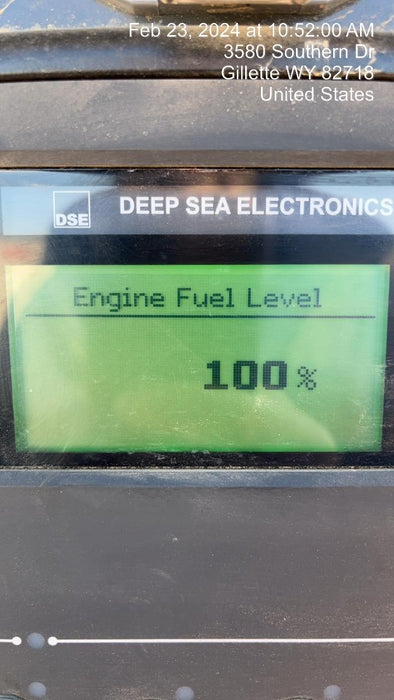 Feb 23, 2024 at 10:52:00 AM
3580 Southern Dr
Gillette WY 82718
United States
DSE DEEP SEA ELECTRONICS
Engine Fuel Level
100 %